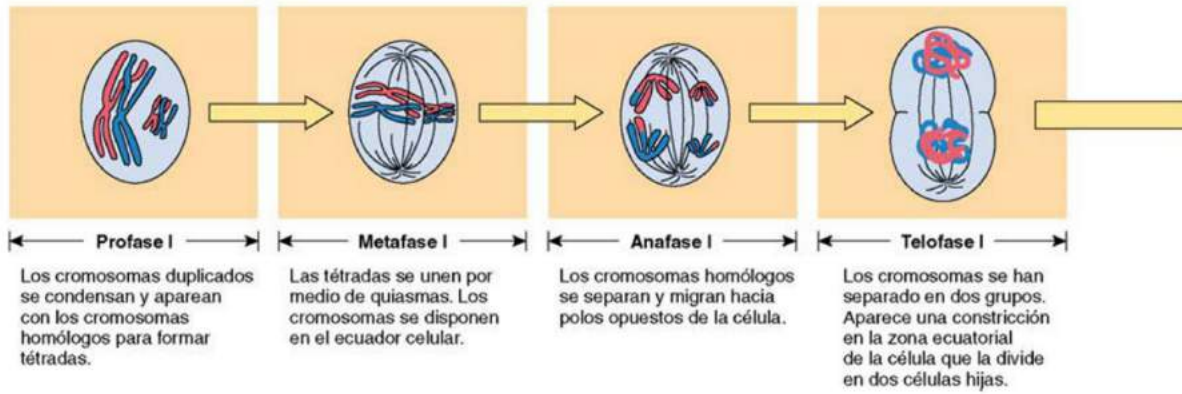 Profase I
Los cromosomas duplicados
se condensan y aparean
con los cromosomas
homólogos para formar
tétradas.
Metafase I
Las tétradas se unen por
medio de quiasmas. Los
cromosomas se disponen
en el ecuador celular.
Anafase I
Los cromosomas homólogos
se separan y migran hacia
polos opuestos de la célula.
Telofase I
Los cromosomas se han
separado en dos grupos.
Aparece una constricción
en la zona ecuatorial
de la célula que la divide
en dos células hijas.